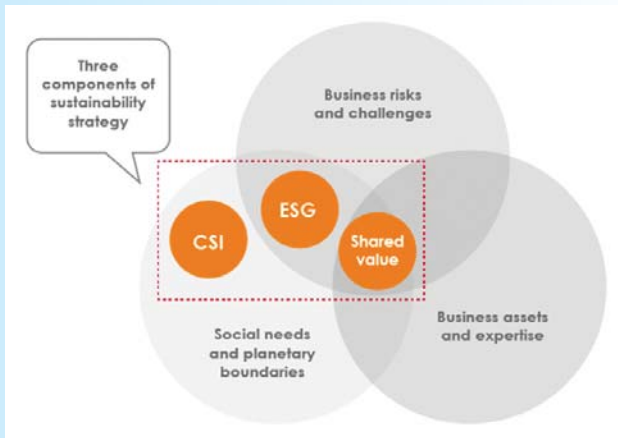 Three
components of
sustainability
strategy
Business risks
and challenges
CSI
ESG
Shared
value
Business assets
and expertise
Social needs
and planetary
boundaries